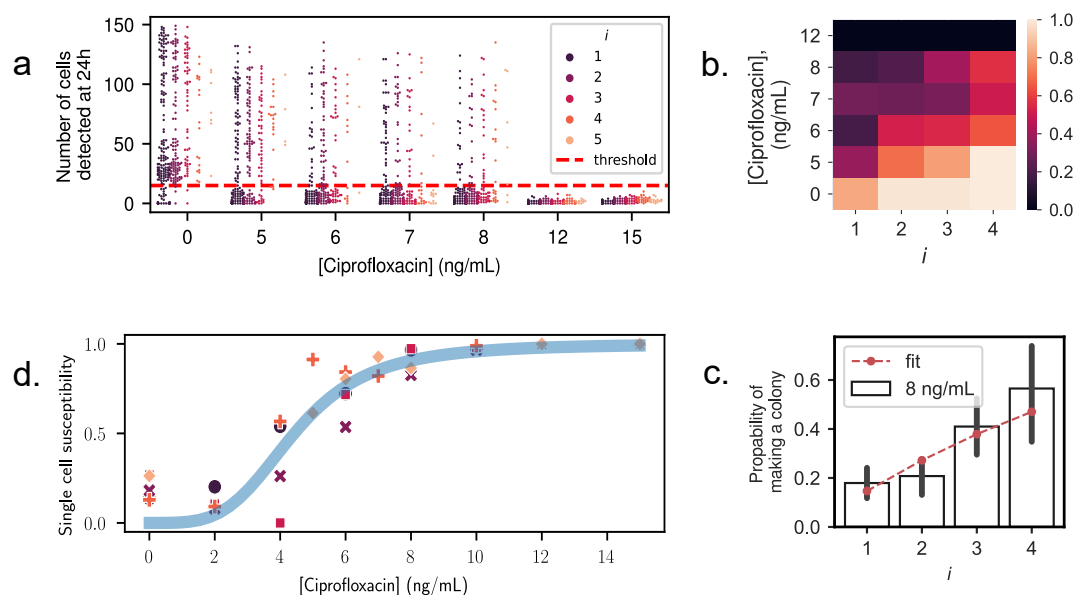 a
Number of cells
detected at 24h
150
100
50
0
i
1
2
3
4
5
threshold
0 5 6 7 8 12 15
[Ciprofloxacin] (ng/mL)
b.
[Ciprofloxacin],
(ng/mL)
12
8
7
6
5
0
1 2 3 4
i
1.0
0.8
0.6
0.4
0.2
0.0
d.
Single cell susceptibility
1.0
0.5
0.0
0 2 4 6 8 10 12 14
[Ciprofloxacin] (ng/mL)
c.
Propability of
making a colony
0.6
0.4
0.2
0.0
fit
8 ng/mL
1 2 3 4
i